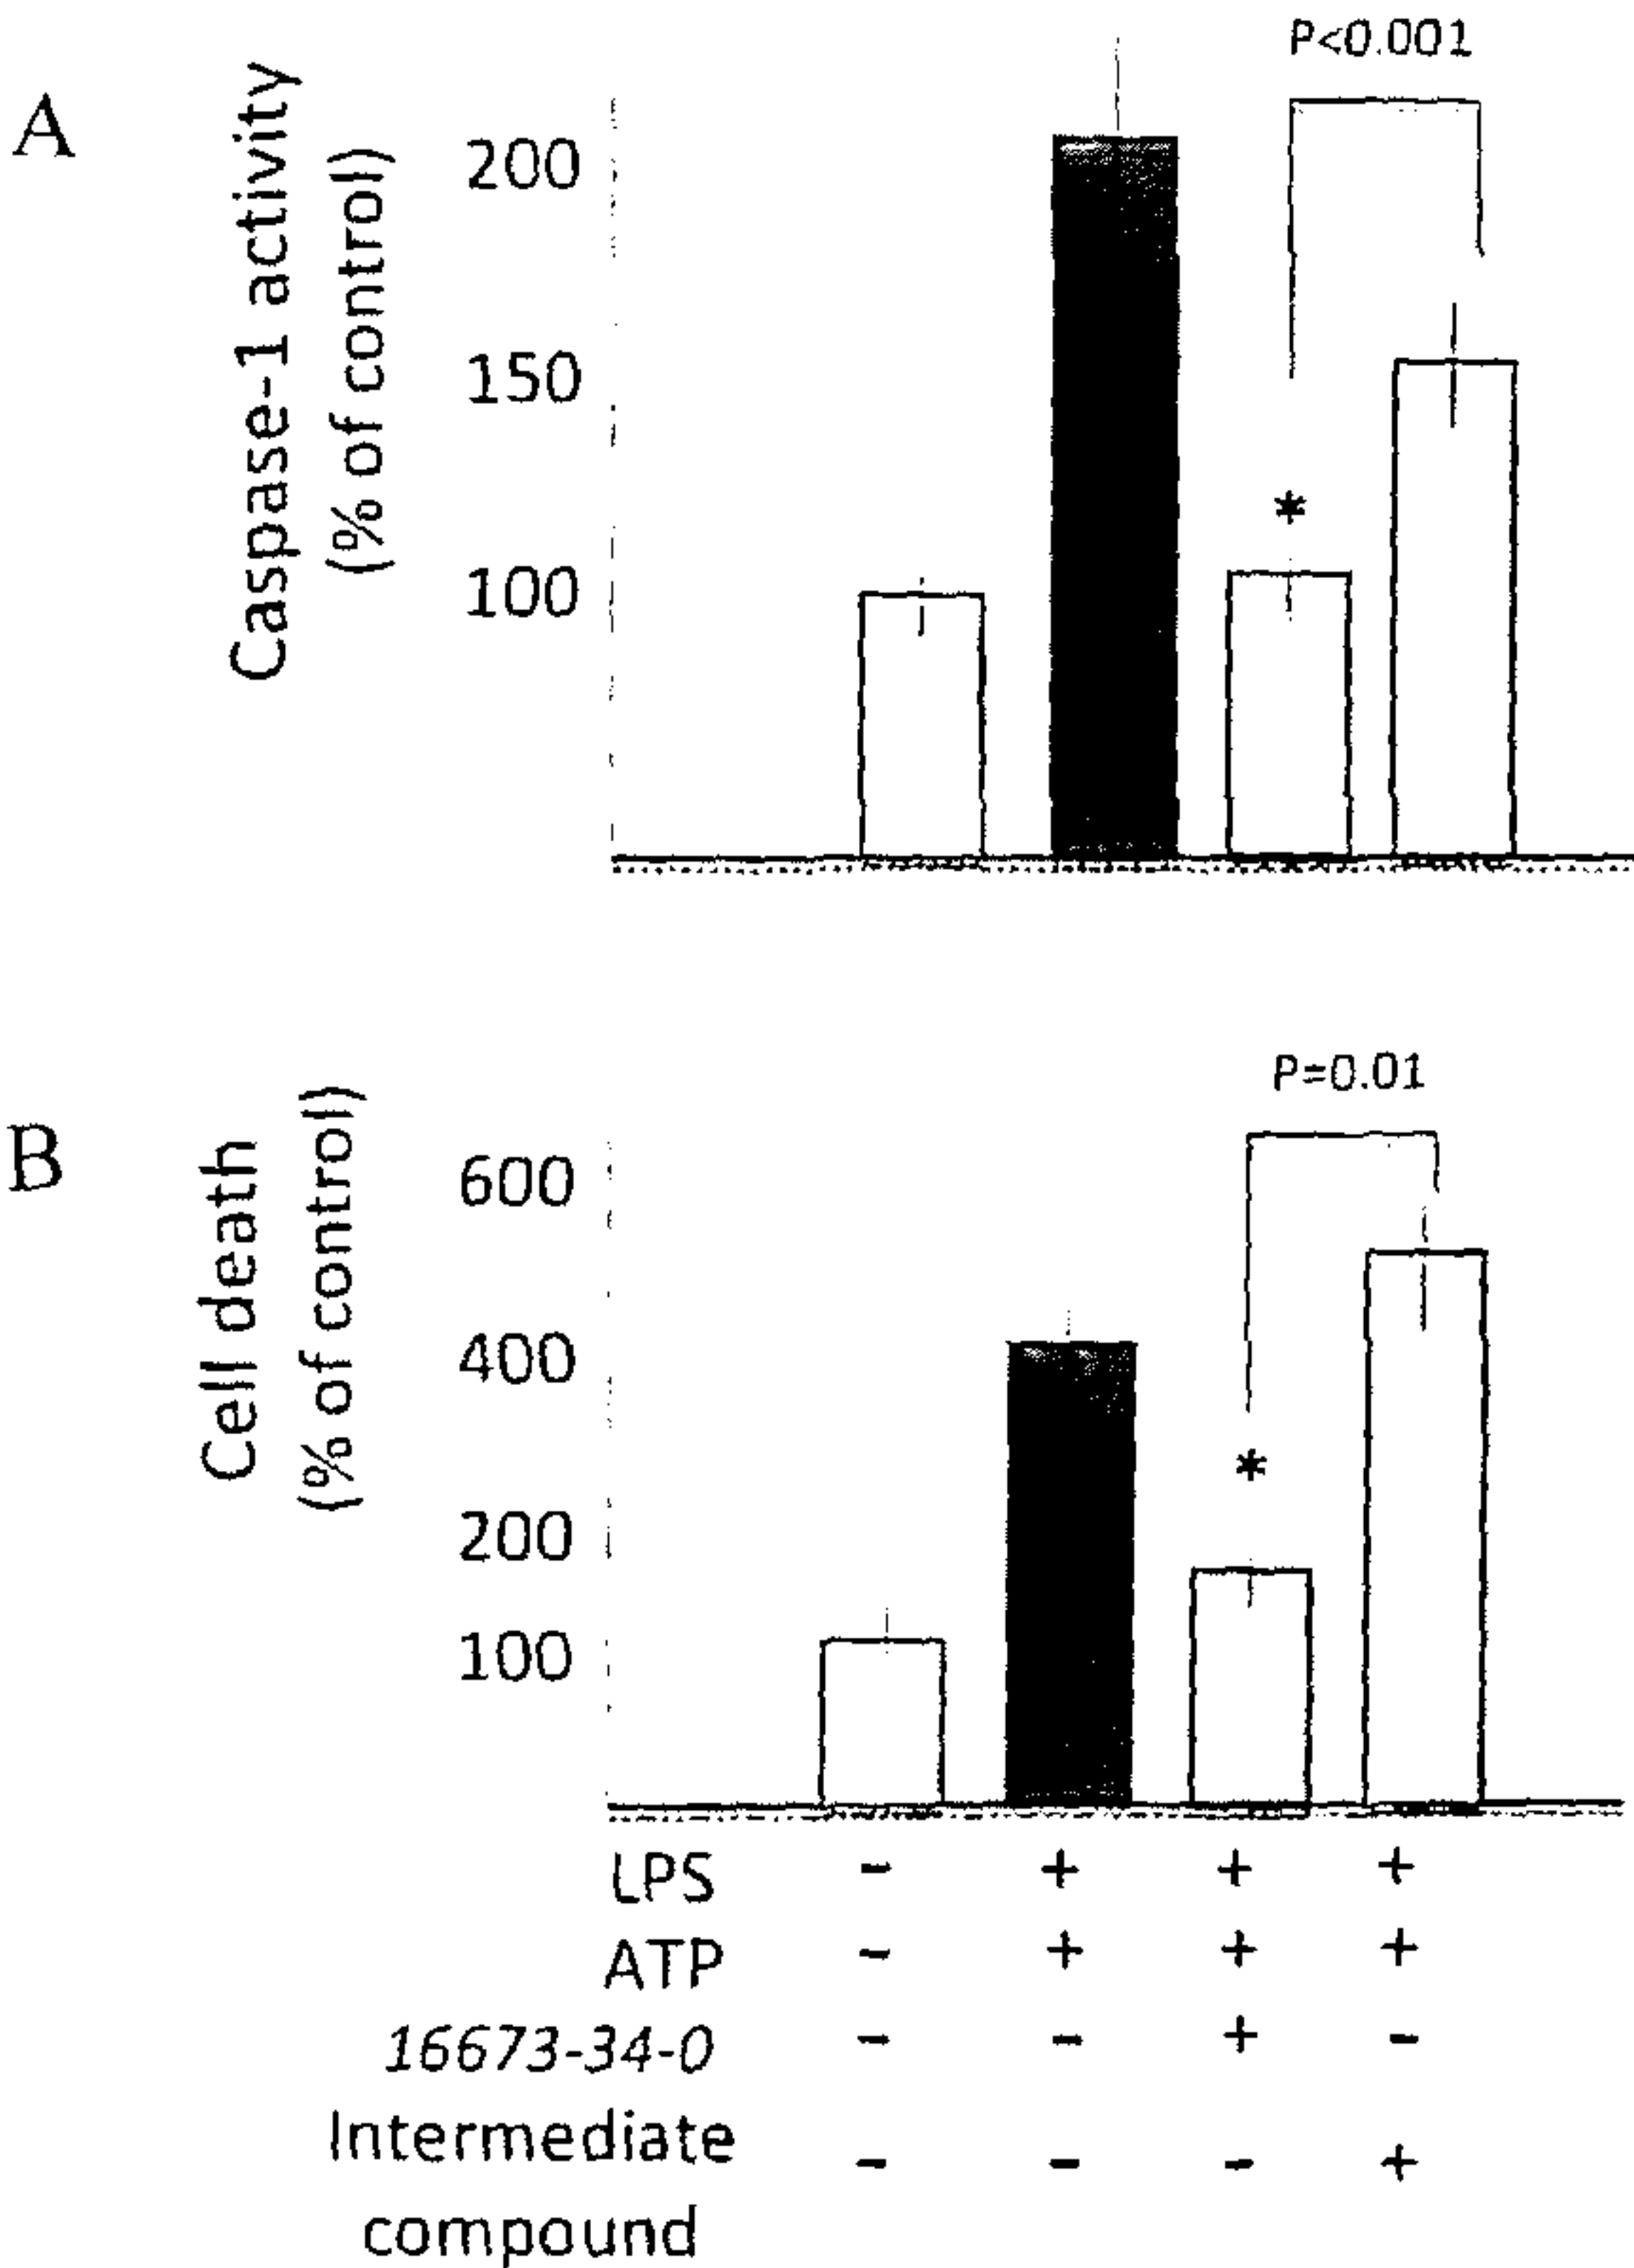 A
Caspase-1 activity
(% of control)
200
150
100
P<0.001
*
B
Cell death
(% of control)
600
400
200
100
P=0.01
*
LPS - + + +
ATP - + + +
16673-34-0 - - + -
Intermediate
compound - - - +